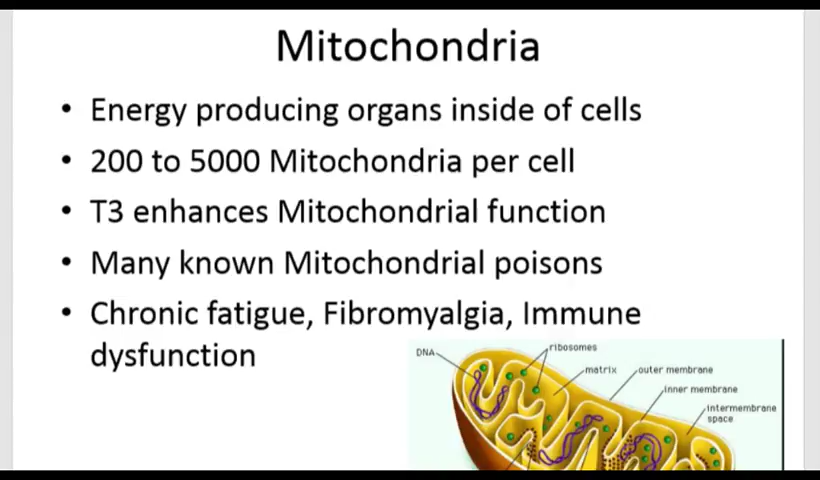 Mitochondria
• Energy producing organs inside of cells
• 200 to 5000 Mitochondria per cell
• T3 enhances Mitochondrial function
• Many known Mitochondrial poisons
• Chronic fatigue, Fibromyalgia, Immune
dysfunction
ribosomes
DNA
matrix
outer membrane
inner membrane
intermembrane
space